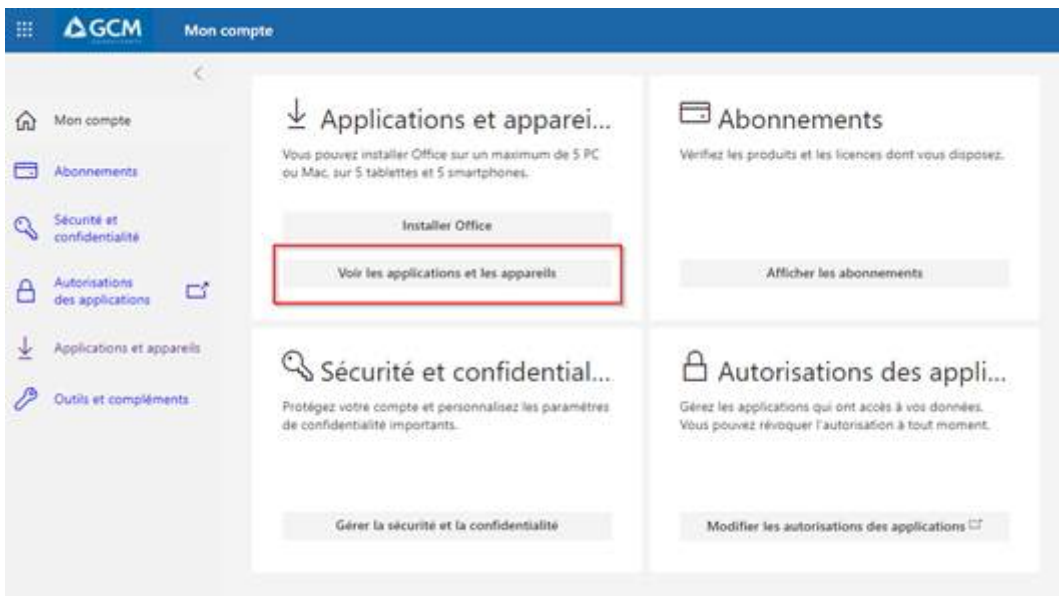 GCM
Mon compte
Mon compte
Abonnements
Sécurité et
confidentialité
Autorisations
des applications
Applications et appareils
Outils et compléments
Applications et apparei...
Vous pouvez installer Office sur un maximum de 5 PC
ou Mac, sur 5 tablettes et 5 smartphones.
Installer Office
Voir les applications et les appareils
Abonnements
Vérifiez les produits et les licences dont vous disposez.
Afficher les abonnements
Sécurité et confidential...
Protégez votre compte et personnalisez les paramètres
de confidentialité importants.
Gérer la sécurité et la confidentialité
Autorisations des appli...
Gérez les applications qui ont accès à vos données.
Vous pouvez révoquer l'autorisation à tout moment.
Modifier les autorisations des applications